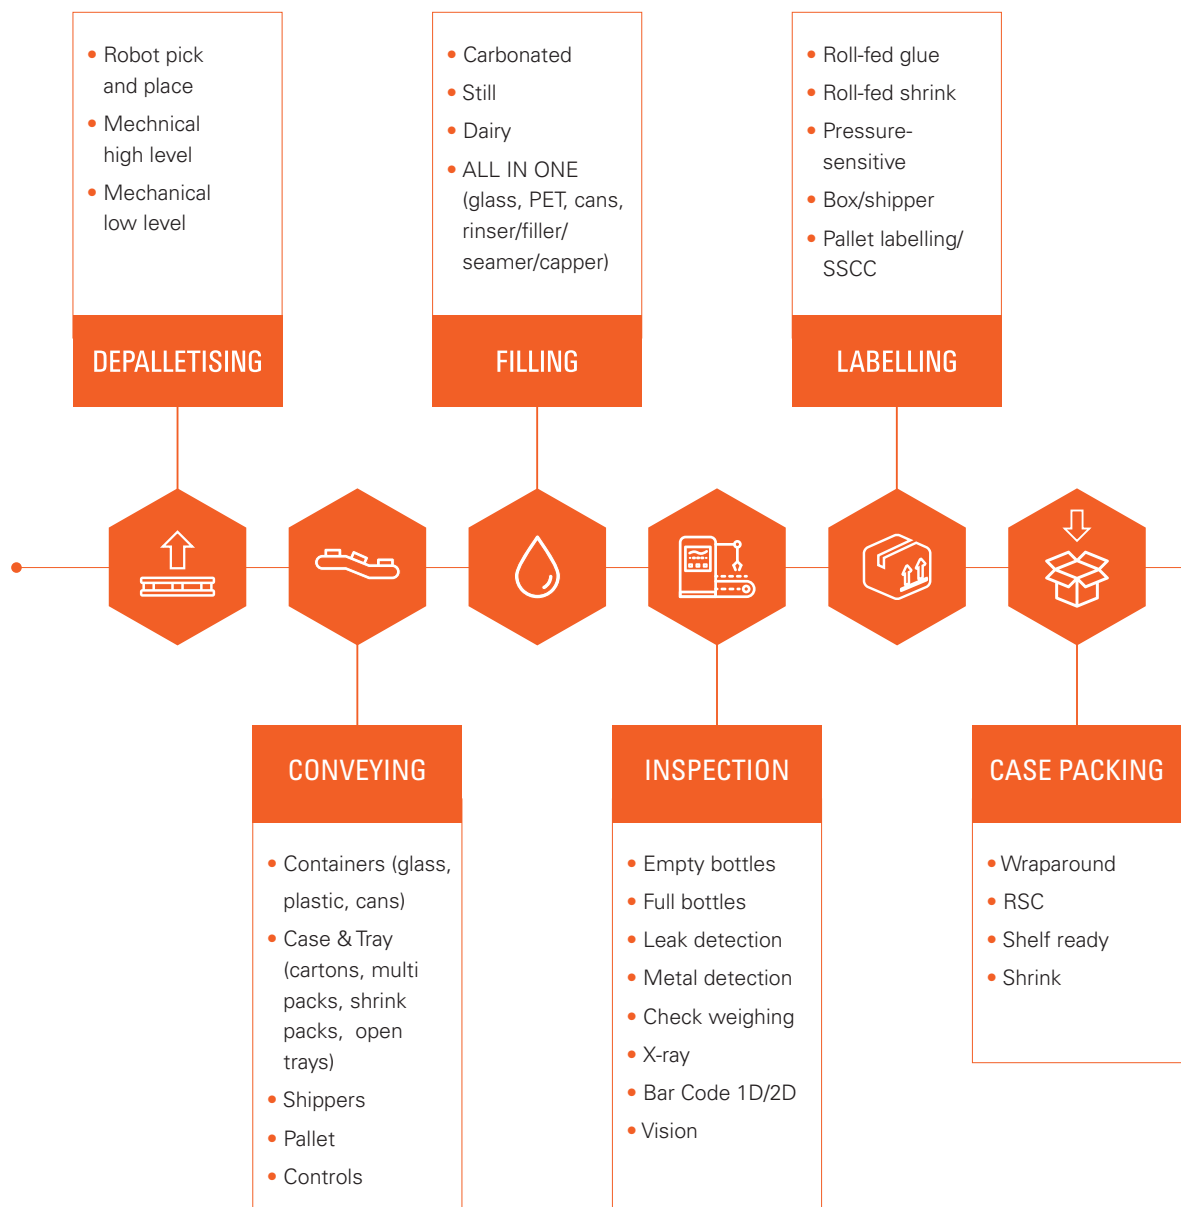 • Robot pick
and place
• Mechnical
high level
• Mechanical
low level
DEPALLETISING
• Carbonated
• Still
• Dairy
• ALL IN ONE
(glass, PET, cans,
rinser/filler/
seamer/capper)
FILLING
• Roll-fed glue
• Roll-fed shrink
• Pressure-
sensitive
• Box/shipper
• Pallet labelling/
SSCC
LABELLING
CONVEYING
• Containers (glass,
plastic, cans)
• Case & Tray
(cartons, multi
packs, shrink
packs, open
trays)
• Shippers
• Pallet
• Controls
INSPECTION
• Empty bottles
• Full bottles
• Leak detection
• Metal detection
• Check weighing
• X-ray
• Bar Code 1D/2D
• Vision
CASE PACKING
• Wraparound
• RSC
• Shelf ready
• Shrink